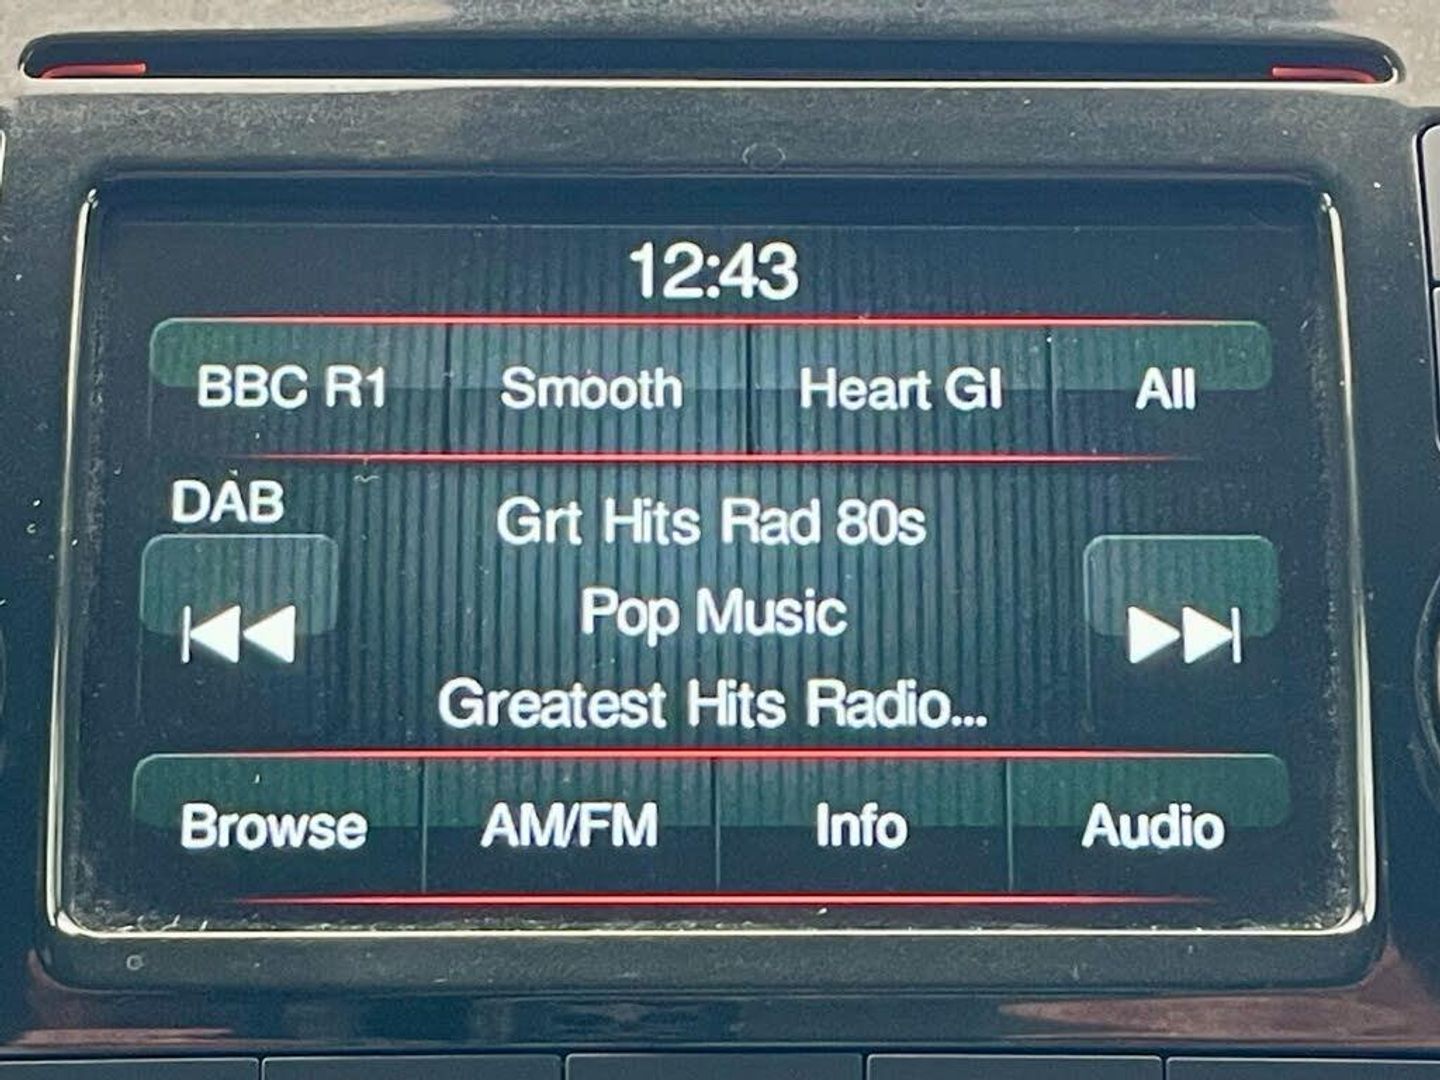 12:43
BBC R1 Smooth Heart Gl All
DAB
Grt Hits Rad 80s
Pop Music
Greatest Hits Radio...
Browse AM/FM Info Audio